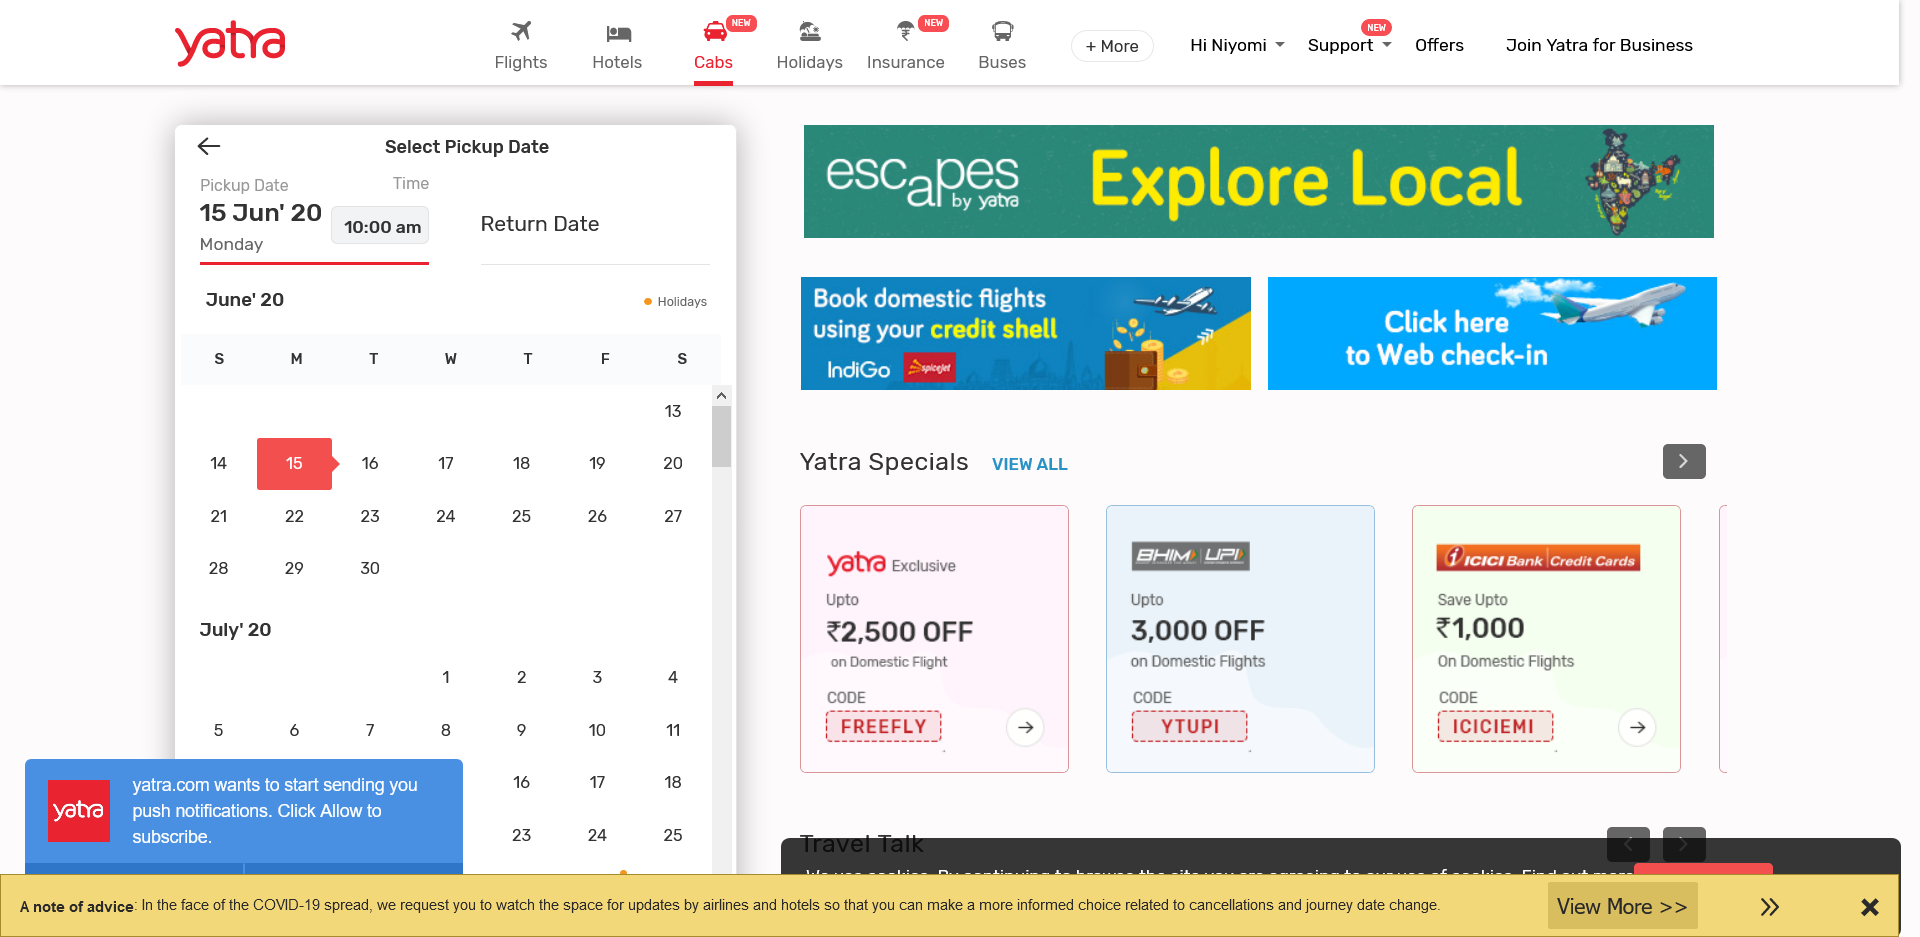 yatra
Flights
Hotels
NEW
Cabs
Holidays
NEW
Insurance
Buses
+ More
Hi Niyomi
NEW
Support
Offers
Join Yatra for Business
Select Pickup Date
Pickup Date
Time
15 Jun' 20
10:00 am
Monday
Return Date
June' 20
Holidays
S M T W T F S
13
14 15 16 17 18 19 20
21 22 23 24 25 26 27
28 29 30
July' 20
1 2 3 4
5 6 7 8 9 10 11
16 17 18
23 24 25
escapes
by yatra
Explore Local
Book domestic flights
using your credit shell
IndiGo
spicejet
Click here
to Web check-in
Yatra Specials
VIEW ALL
yatra Exclusive
Upto
₹2,500 OFF
on Domestic Flight
CODE
FREEFLY
BHIM UPI
Upto
3,000 OFF
on Domestic Flights
CODE
YTUPI
ICICI Bank Credit Cards
Save Upto
₹1,000
On Domestic Flights
CODE
ICICIEMI
Travel Talk
yatra
yatra.com wants to start sending you
push notifications. Click Allow to
subscribe.
We use cookies. By continuing to browse the site you are agreeing to our use of cookies. Find out more
A note of advice: In the face of the COVID-19 spread, we request you to watch the space for updates by airlines and hotels so that you can make a more informed choice related to cancellations and journey date change.
View More >>